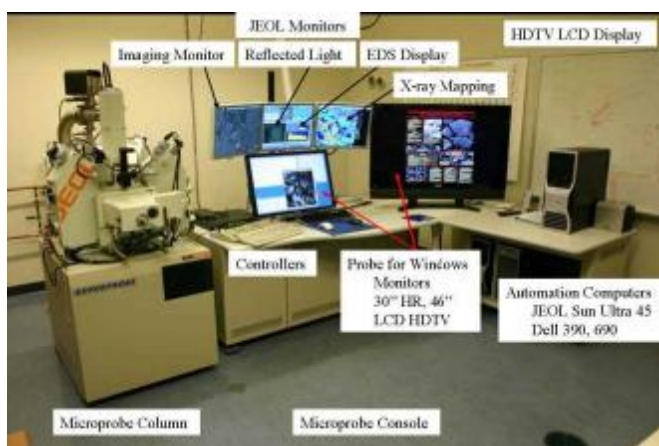 JEOL Monitors
HDTV LCD Display
Imaging Monitor
Reflected Light
EDS Display
X-ray Mapping
JEOL
Controllers
Probe for Windows
Monitors
30" HR, 46"
LCD HDTV
Automation Computers
JEOL Sun Ultra 45
Dell 390, 690
Microprobe Column
Microprobe Console